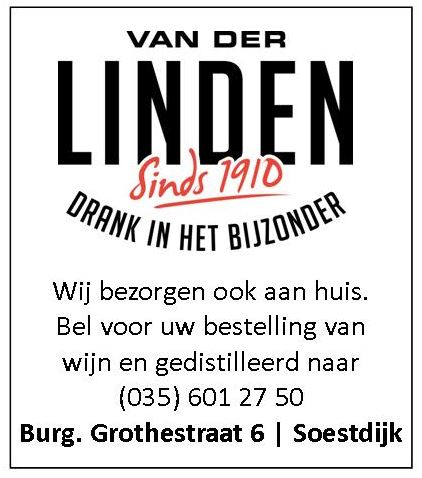 VAN DER
LINDEN
Sinds 1910
DRANK IN HET BIJZONDER
Wij bezorgen ook aan huis.
Bel voor uw bestelling van
wijn en gedistilleerd naar
(035) 601 27 50
Burg. Grothestraat 6 | Soestdijk